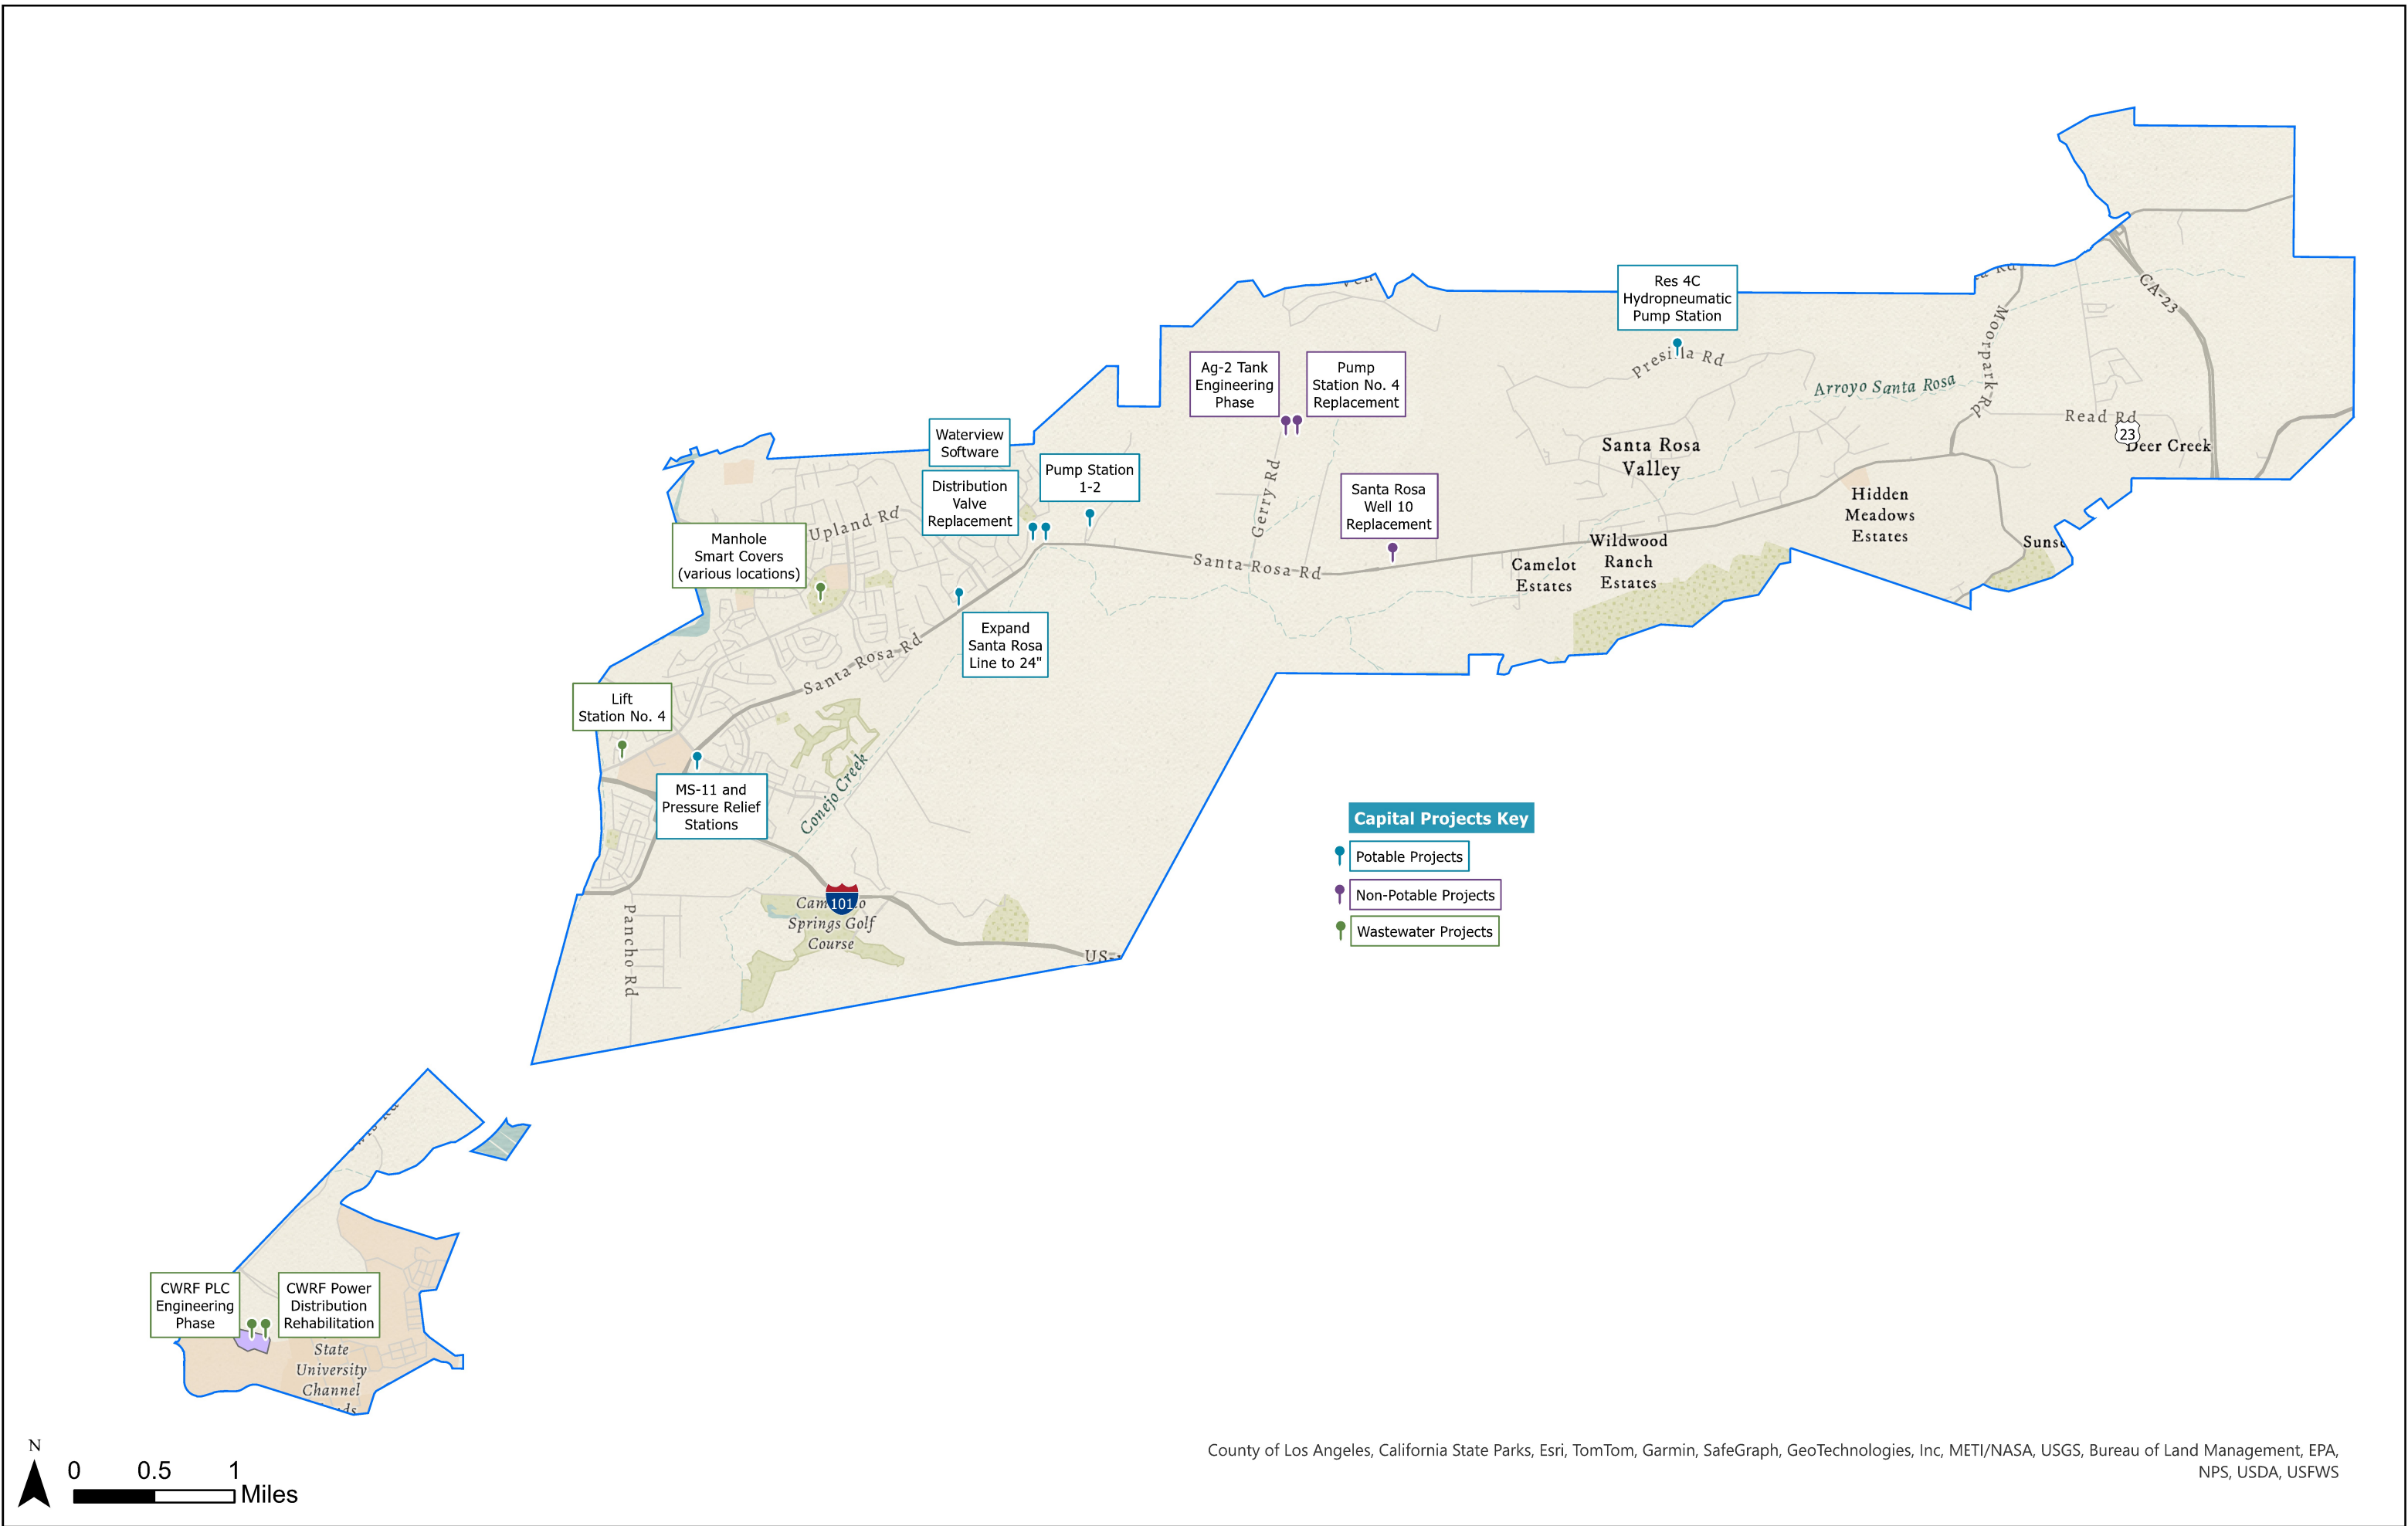 Res 4C
Hydropneumatic
Pump Station
CA-23
Moorpark Rd
Presilla Rd
Arroyo Santa Rosa
Read Rd
23
Deer Creek
Ag-2 Tank
Engineering
Phase
Pump
Station No. 4
Replacement
Waterview
Software
Pump Station
1-2
Distribution
Valve
Replacement
Gerry Rd
Santa Rosa
Valley
Santa Rosa
Well 10
Replacement
Hidden
Meadows
Estates
Upland Rd
Manhole
Smart Covers
(various locations)
Santa Rosa Rd
Wildwood
Ranch
Estates
Camelot
Estates
Expand
Santa Rosa
Line to 24"
Santa Rosa Rd
Lift
Station No. 4
MS-11 and
Pressure Relief
Stations
Conejo Creek
Capital Projects Key
Potable Projects
Non-Potable Projects
Wastewater Projects
101
Springs Golf
Course
Pancho Rd
CWRF PLC
Engineering
Phase
CWRF Power
Distribution
Rehabilitation
State
University
Channel
N
0 0.5 1
Miles
County of Los Angeles, California State Parks, Esri, TomTom, Garmin, SafeGraph, GeoTechnologies, Inc, METI/NASA, USGS, Bureau of Land Management, EPA,
NPS, USDA, USFWS